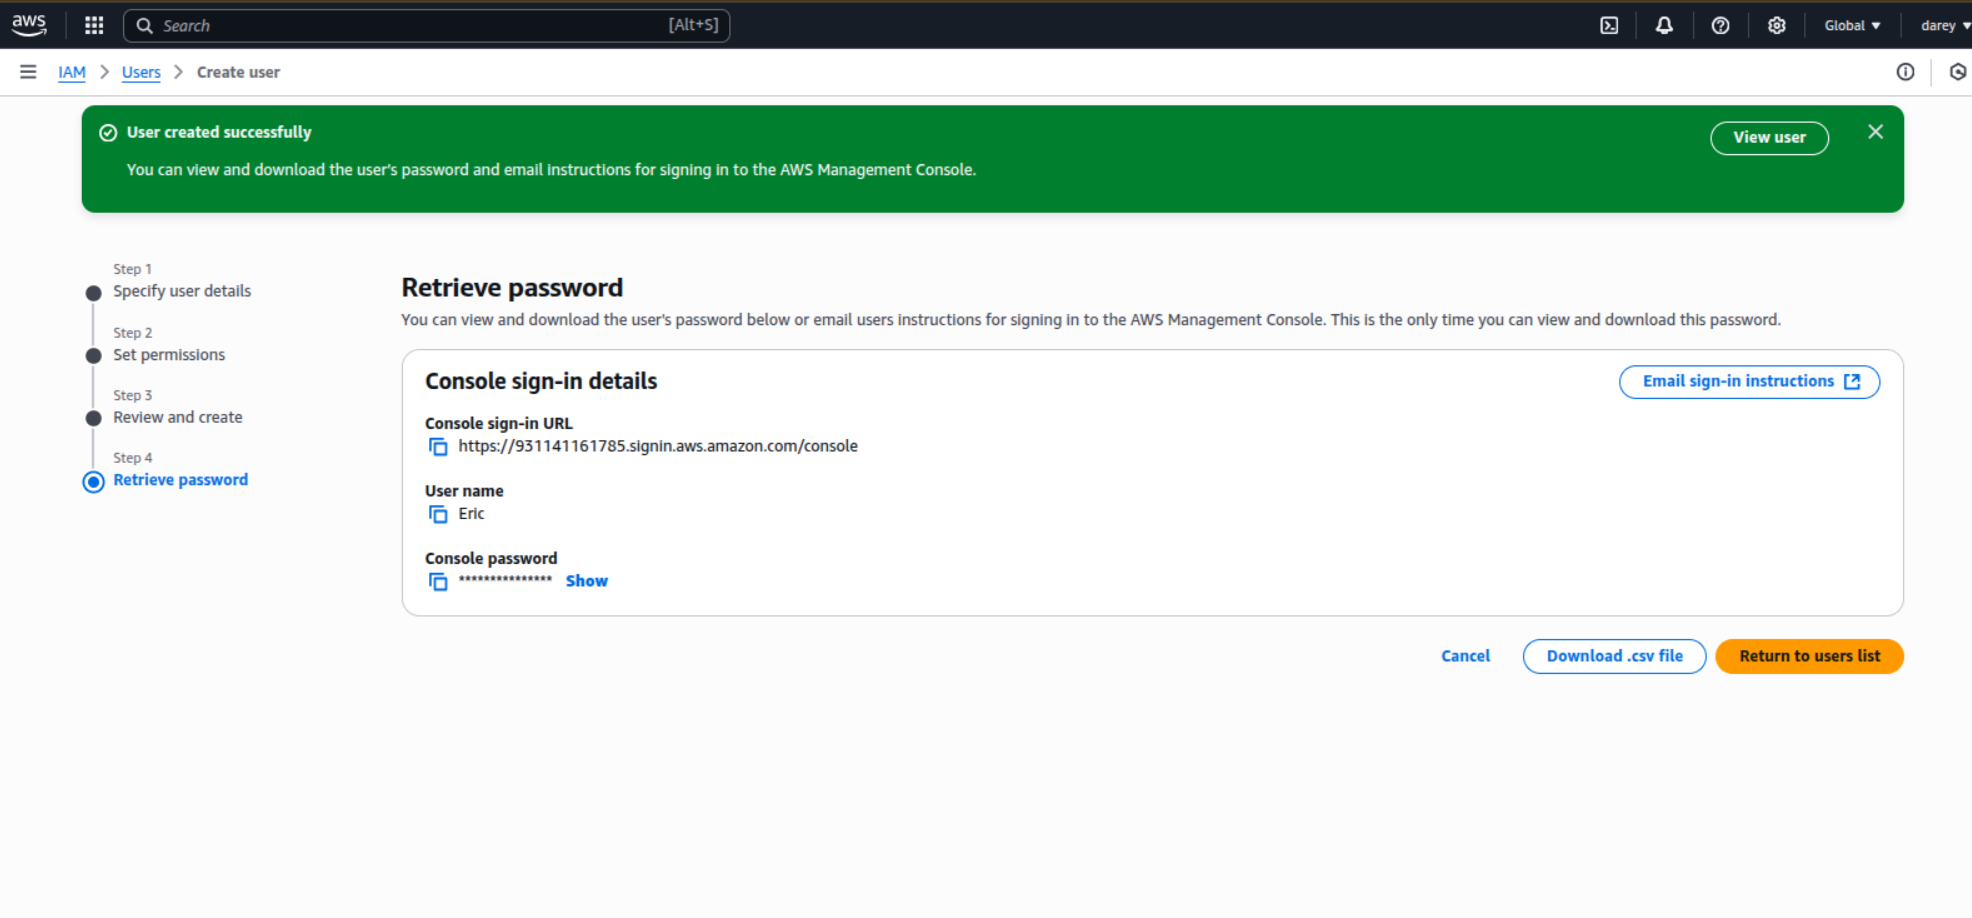 aws
Search [Alt+S]
Global
darey
IAM > Users > Create user
User created successfully
View user
You can view and download the user's password and email instructions for signing in to the AWS Management Console.
Step 1
Specify user details
Step 2
Set permissions
Step 3
Review and create
Step 4
Retrieve password
Retrieve password
You can view and download the user's password below or email users instructions for signing in to the AWS Management Console. This is the only time you can view and download this password.
Console sign-in details
Email sign-in instructions
Console sign-in URL
https://931141161785.signin.aws.amazon.com/console
User name
Eric
Console password
*************** Show
Cancel
Download .csv file
Return to users list